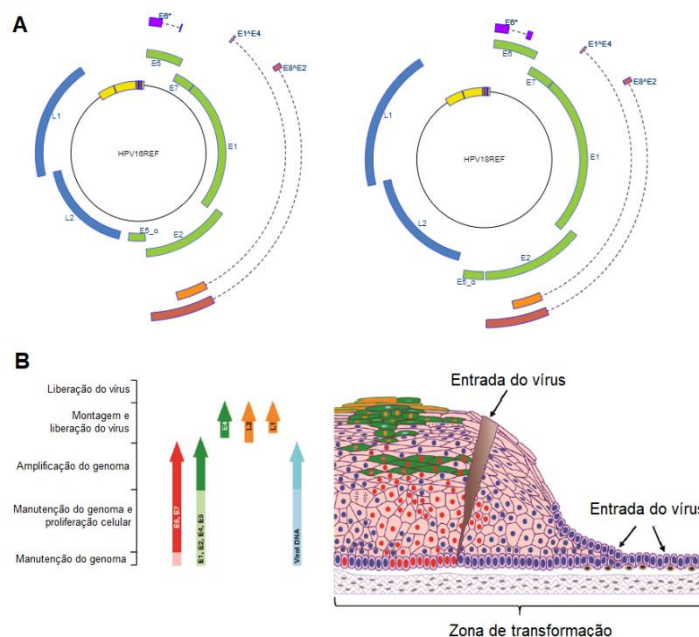 A
E6*
E1^E4
E8^E2
E5
E7
L1
HPV16REF
E1
L2
E5_α
E2
E6*
E1^E4
E8^E2
E5
E7
L1
HPV18REF
E1
L2
E2
E5_α
B
Liberação do vírus
Montagem e
liberação do vírus
Amplificação do genoma
Manutenção do genoma e
proliferação celular
Manutenção do genoma
E6, E7
E1, E2, E4, E5
E4
L2
L1
Viral DNA
Entrada do vírus
Entrada do vírus
Zona de transformação